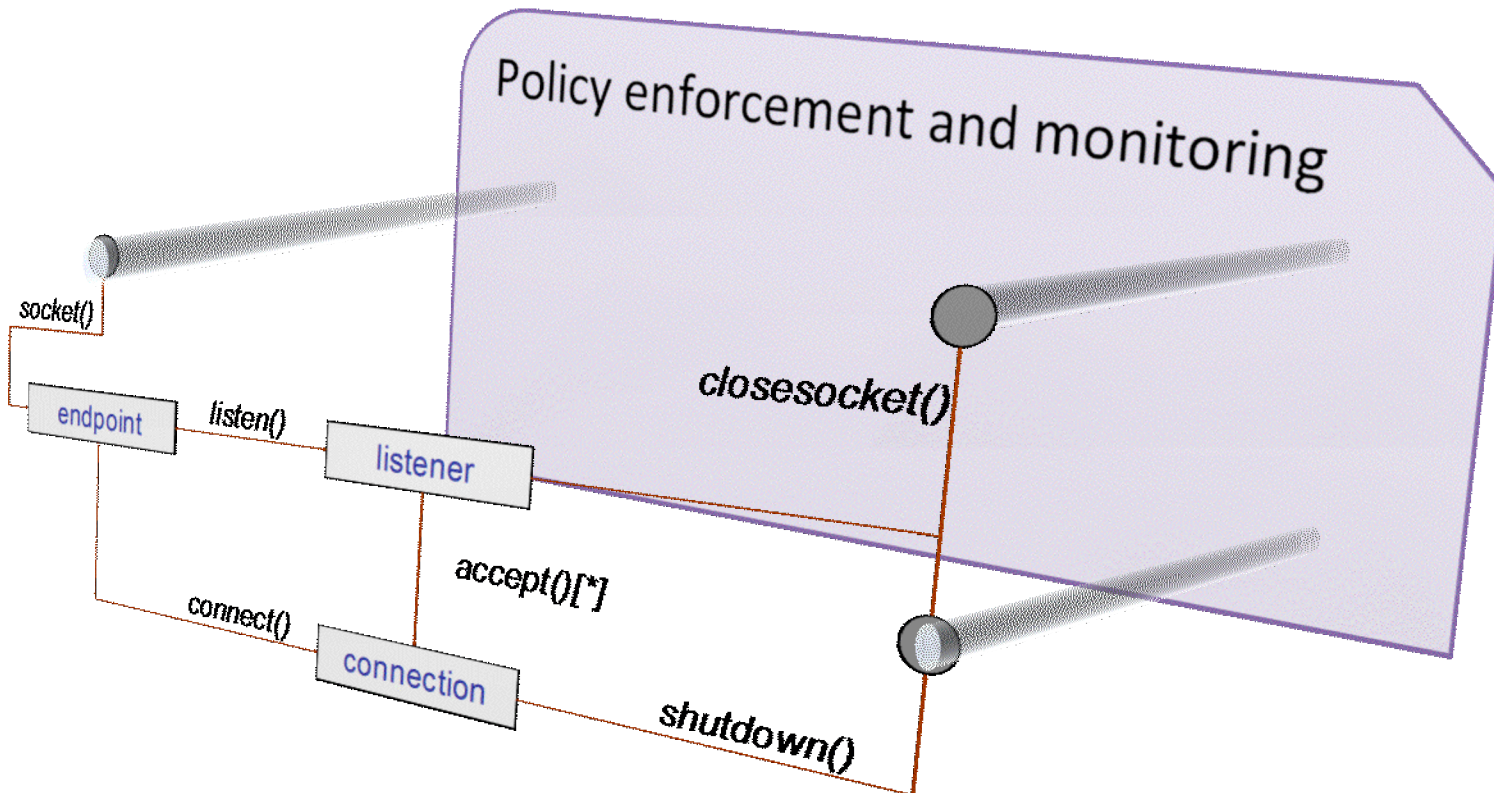 Policy enforcement and monitoring
socket()
closesocket()
endpoint
listen()
listener
accept()[*]
connect()
connection
shutdown()